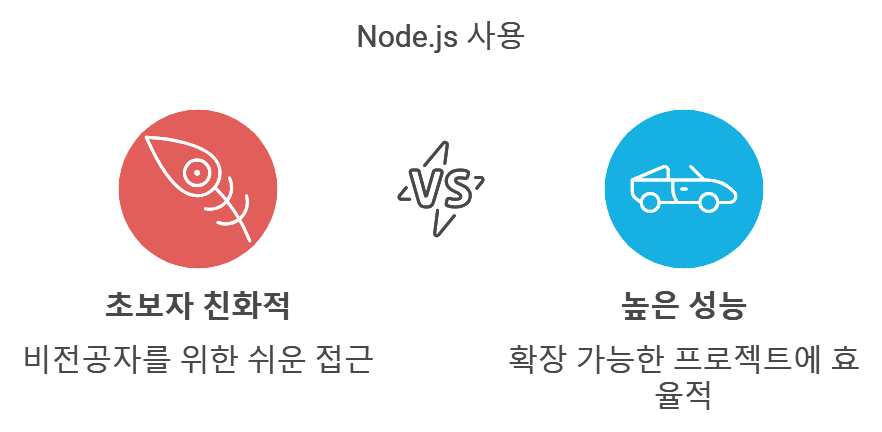 Node.js 사용
VS
초보자 친화적
비전공자를 위한 쉬운 접근
높은 성능
확장 가능한 프로젝트에 효
율적